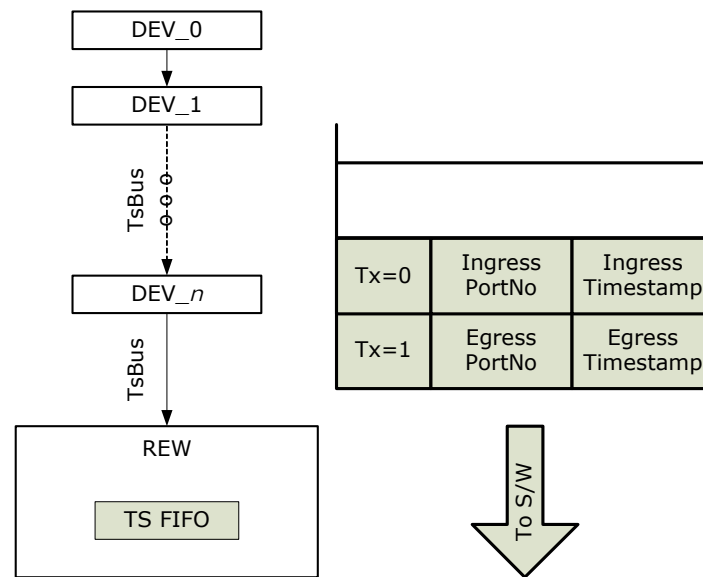 DEV_0
DEV_1
TsBus
DEV_n
TsBus
REW
TS FIFO
Tx=0
Ingress
PortNo
Ingress
Timestamp
Tx=1
Egress
PortNo
Egress
Timestamp
To S/W